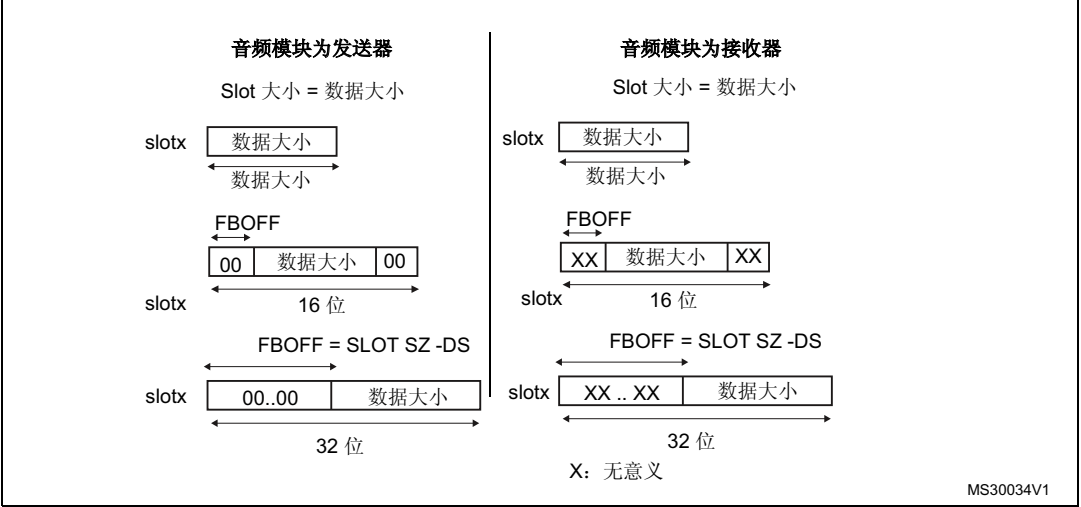 音频模块为发送器
Slot 大小 = 数据大小
slotx
数据大小
数据大小
FBOFF
00 数据大小 00
slotx
16 位
FBOFF = SLOT SZ -DS
slotx
00..00 数据大小
32 位
音频模块为接收器
Slot 大小 = 数据大小
slotx
数据大小
数据大小
FBOFF
XX 数据大小 XX
slotx
16 位
FBOFF = SLOT SZ -DS
slotx
XX .. XX 数据大小
32 位
X：无意义
MS30034V1